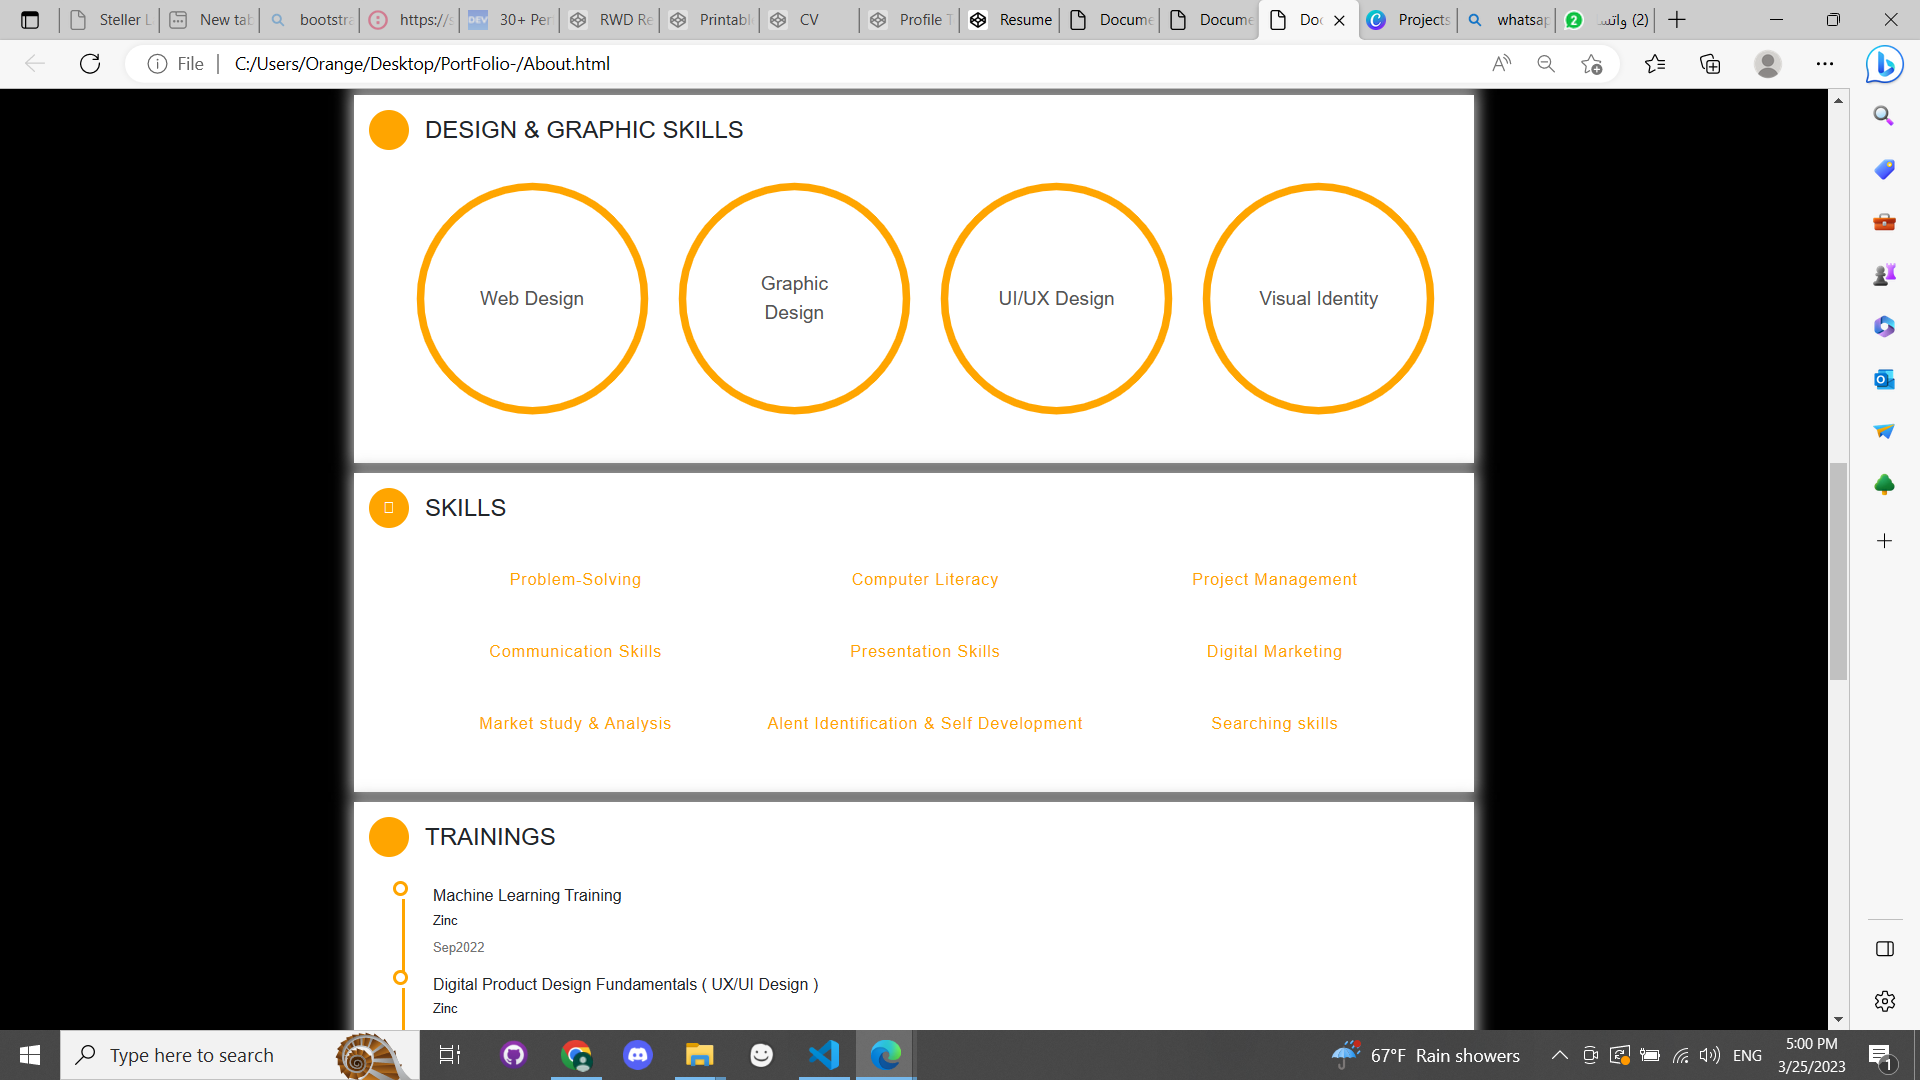 Steller L
New tab
bootstra
https://s
30+ Per
RWD Re
Printable
CV
Profile T
Resume
Docume
Docume
Doc
Projects
whatsap
(2) واتس
File
C:/Users/Orange/Desktop/PortFolio-/About.html
DESIGN & GRAPHIC SKILLS
Web Design
Graphic
Design
UI/UX Design
Visual Identity
SKILLS
Problem-Solving
Computer Literacy
Project Management
Communication Skills
Presentation Skills
Digital Marketing
Market study & Analysis
Alent Identification & Self Development
Searching skills
TRAININGS
Machine Learning Training
Zinc
Sep2022
Digital Product Design Fundamentals ( UX/UI Design )
Zinc
Type here to search
67°F Rain showers
ENG
5:00 PM
3/25/2023
1